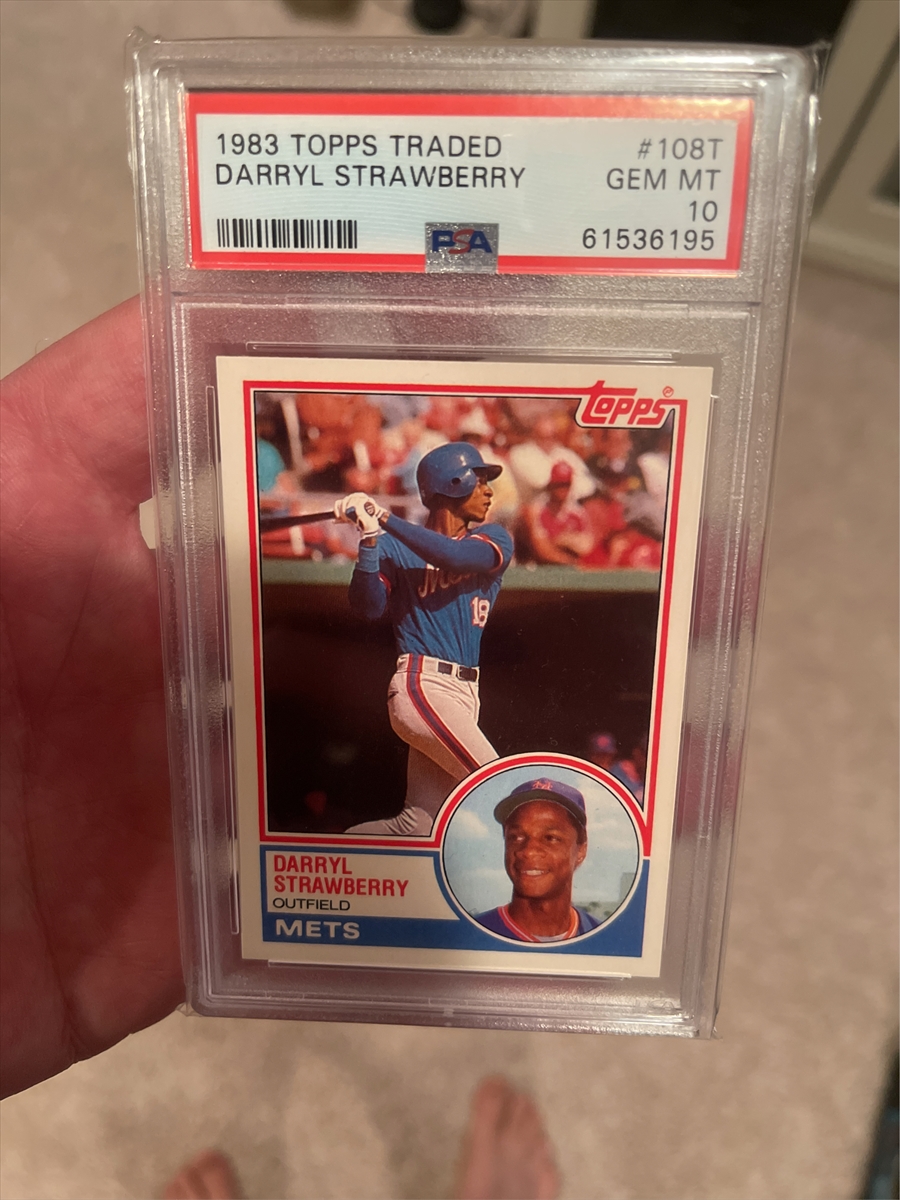 1983 TOPPS TRADED #108T
DARRYL STRAWBERRY GEM MT
10
PSA 61536195
Topps
18
DARRYL
STRAWBERRY
OUTFIELD
METS